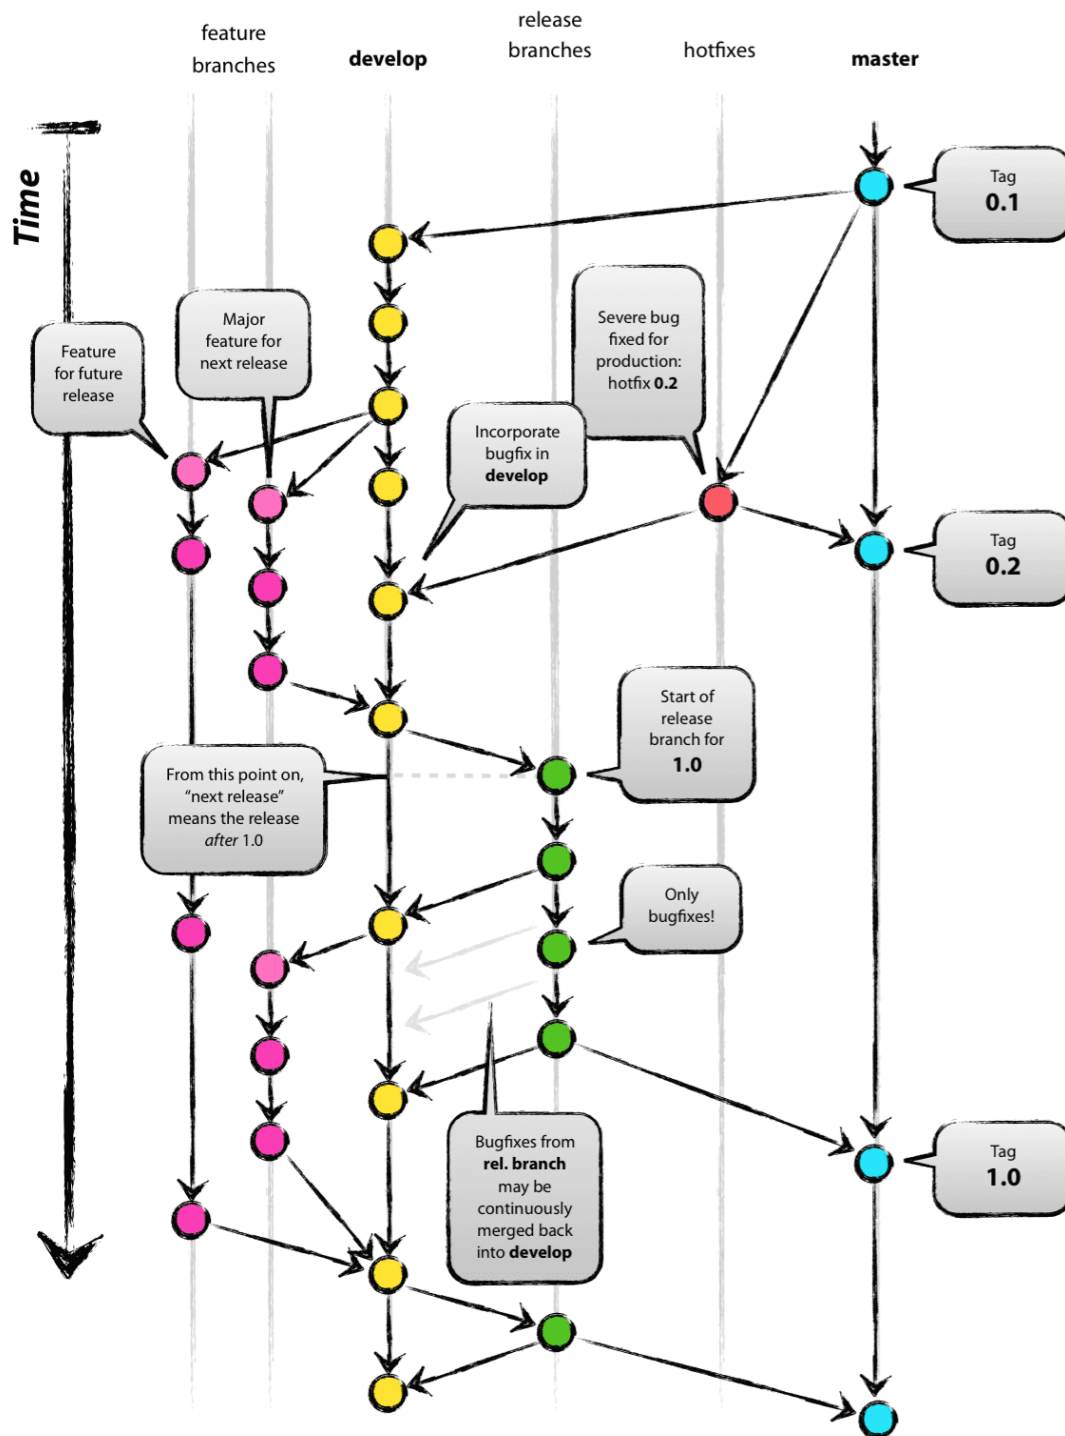 feature
branches
develop
release
branches
hotfixes
master
Time
Tag
0.1
Severe bug
fixed for
production:
hotfix 0.2
Major
feature for
next release
Feature
for future
release
Incorporate
bugfix in
develop
Tag
0.2
Start of
release
branch for
1.0
From this point on,
“next release”
means the release
after 1.0
Only
bugfixes!
Bugfixes from
rel. branch
may be
continuously
merged back
into develop
Tag
1.0